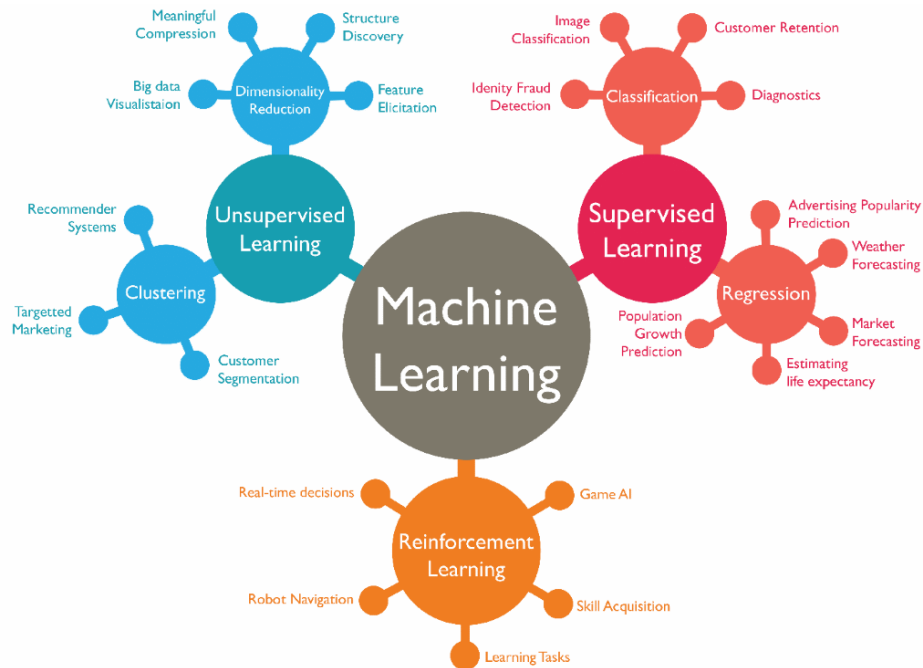 Meaningful
Compression
Structure
Discovery
Big data
Visualistaion
Dimensionality
Reduction
Feature
Elicitation
Image
Classification
Customer Retention
Idenity Fraud
Detection
Classification
Diagnostics
Unsupervised
Learning
Supervised
Learning
Recommender
Systems
Clustering
Targetted
Marketing
Customer
Segmentation
Machine
Learning
Advertising Popularity
Prediction
Weather
Forecasting
Regression
Population
Growth
Prediction
Market
Forecasting
Estimating
life expectancy
Real-time decisions
Game AI
Reinforcement
Learning
Robot Navigation
Skill Acquisition
Learning Tasks